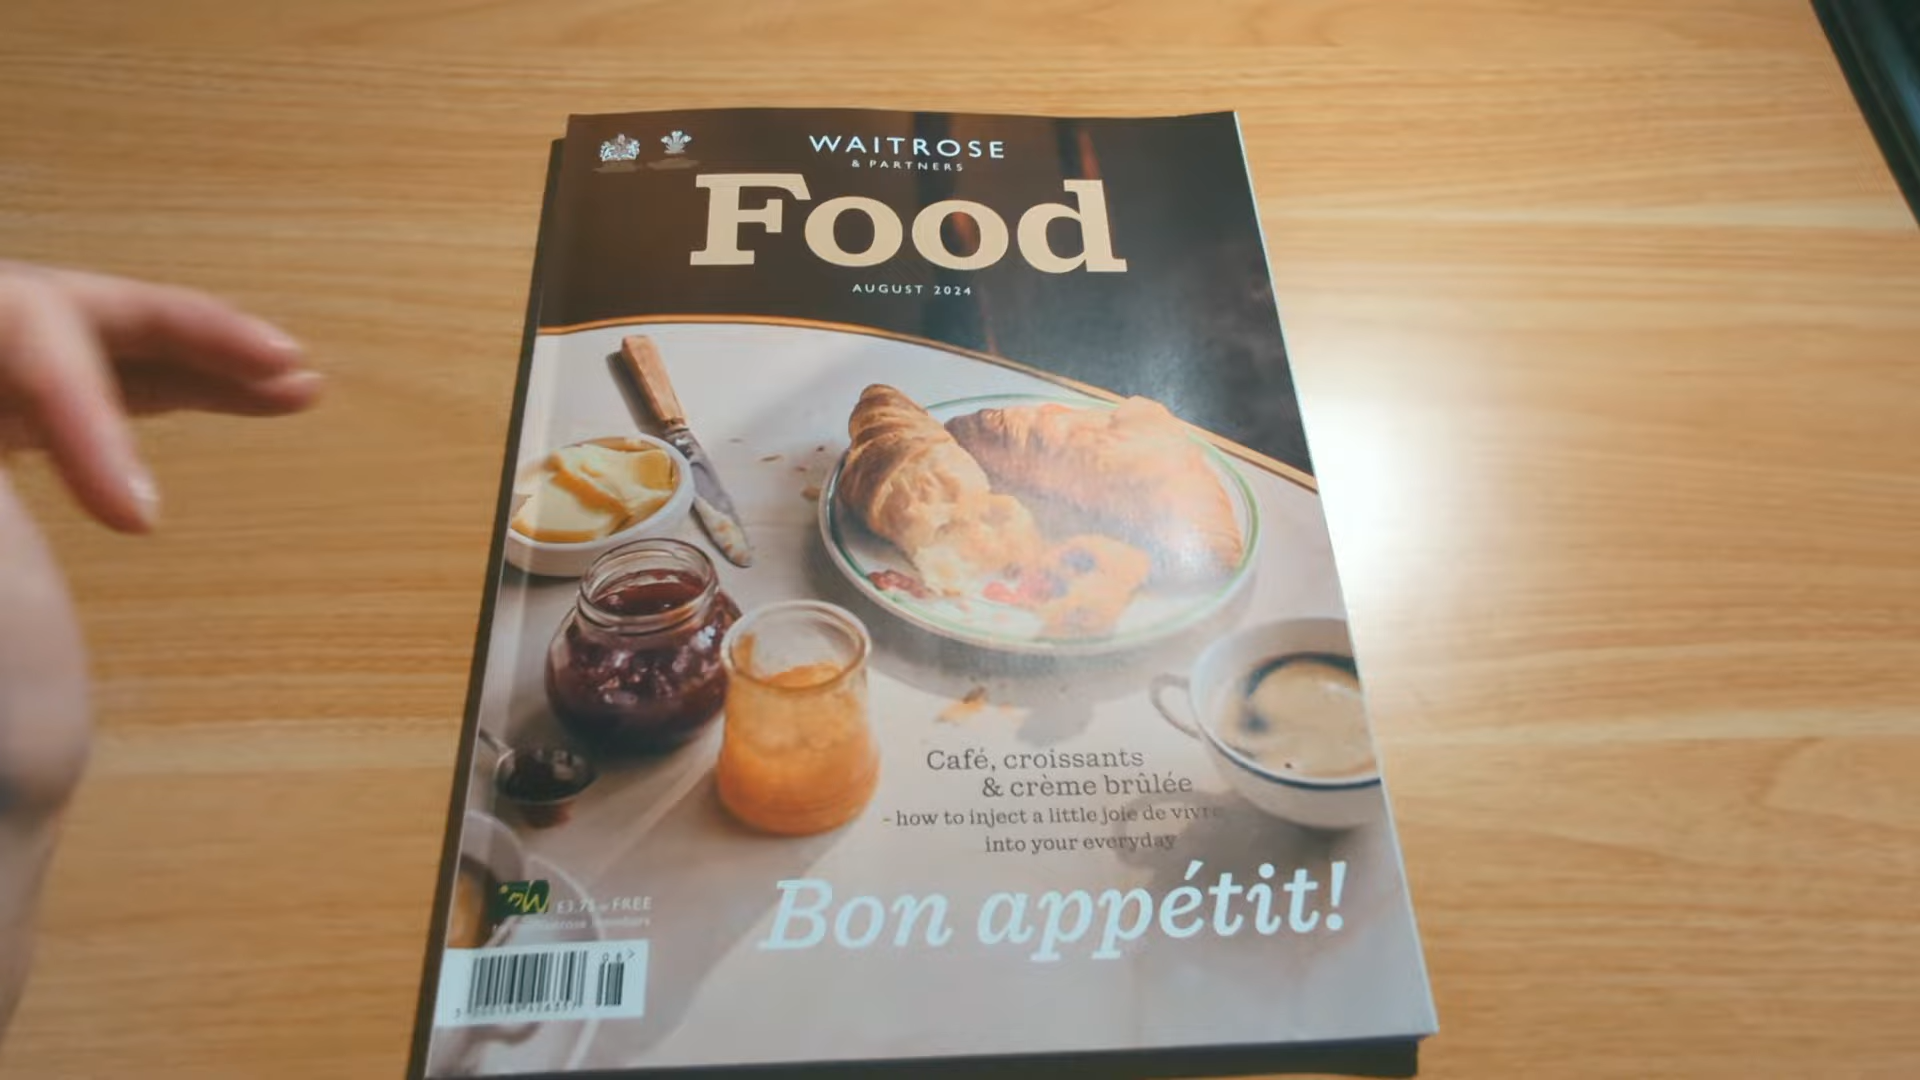 WAITROSE
& PARTNERS
Food
AUGUST 2024
Café, croissants
& crème brûlée
- how to inject a little joie de vivre
into your everyday
Bon appétit!
£3.75 FREE
08>